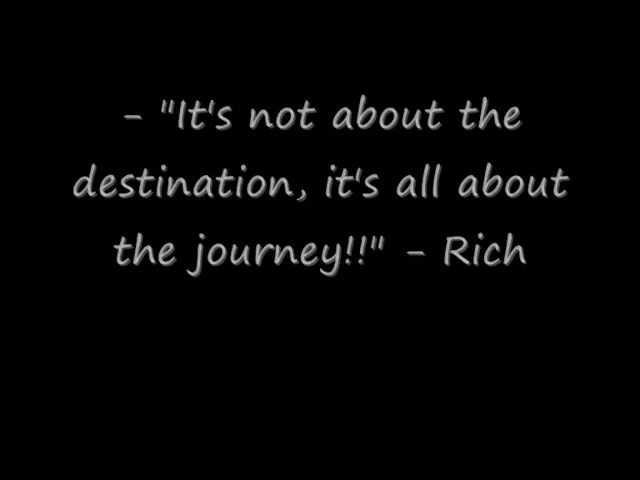 - "It's not about the
destination, it's all about
the journey!!" - Rich